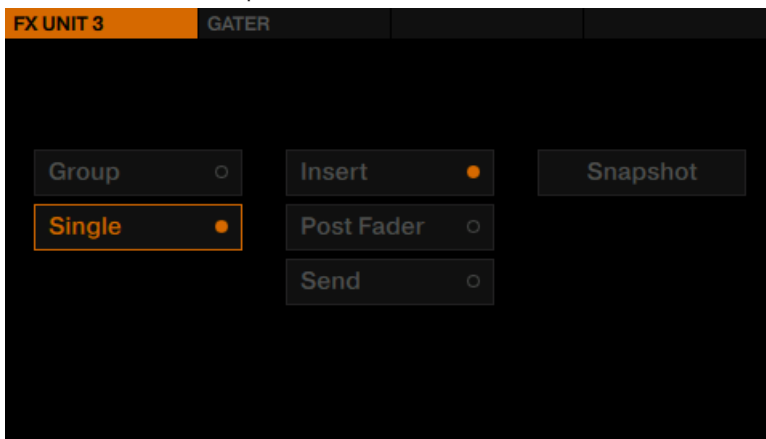 FX UNIT 3 GATER
Group Insert Snapshot
Single Post Fader
Send